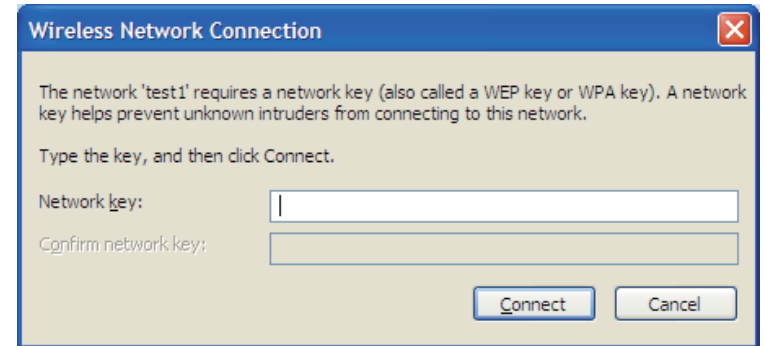 Wireless Network Connection
The network 'test1' requires a network key (also called a WEP key or WPA key). A network
key helps prevent unknown intruders from connecting to this network.
Type the key, and then click Connect.
Network key:
Confirm network key:
Connect Cancel